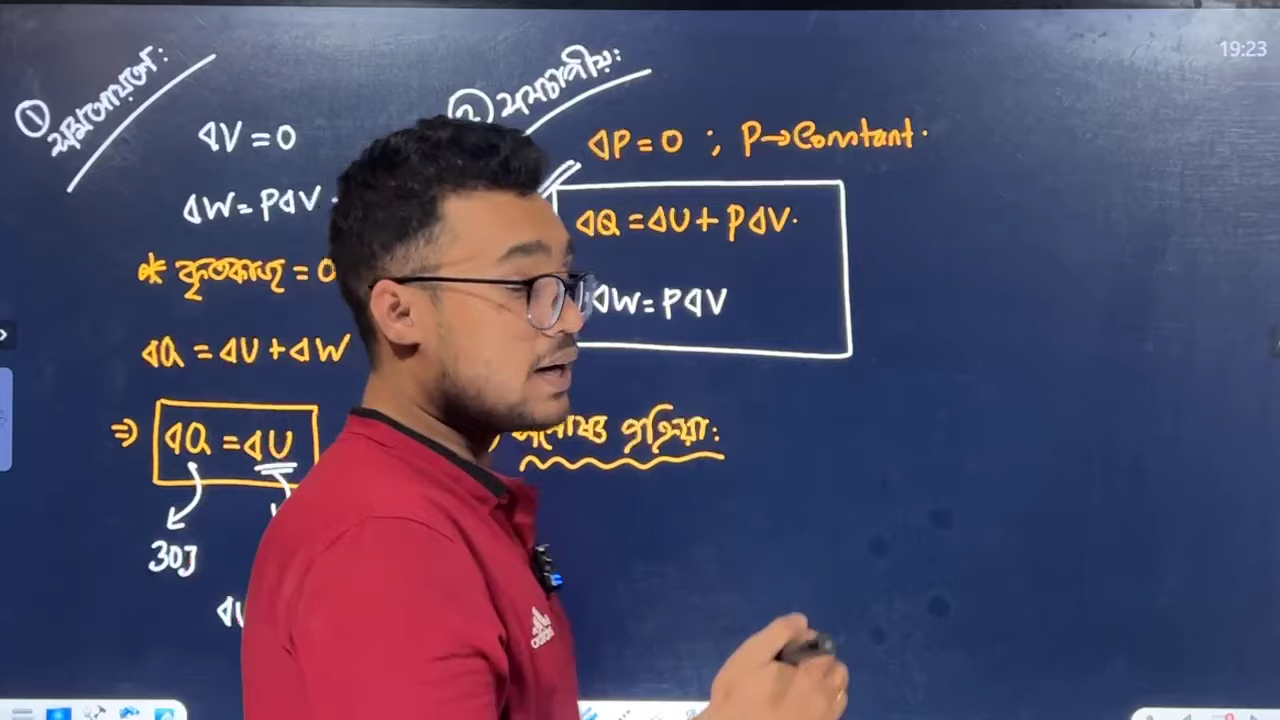 19:23
① সমআয়তন:
ΔV = 0
ΔW = PΔV
* কৃতকাজ = 0
ΔQ = ΔU + ΔW
⇒ ΔQ = ΔU
30J
② সমচাপীয়:
ΔP = 0 ; P → Constant.
ΔQ = ΔU + PΔV.
ΔW = PΔV
প্রক্রিয়া:
adidas